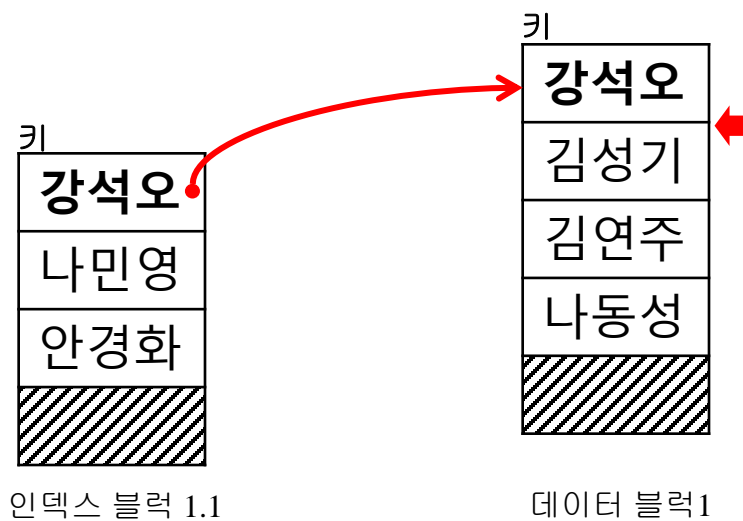 키
강석오
나민영
안경화
인덱스 블럭 1.1
키
강석오
김성기
김연주
나동성
데이터 블럭1